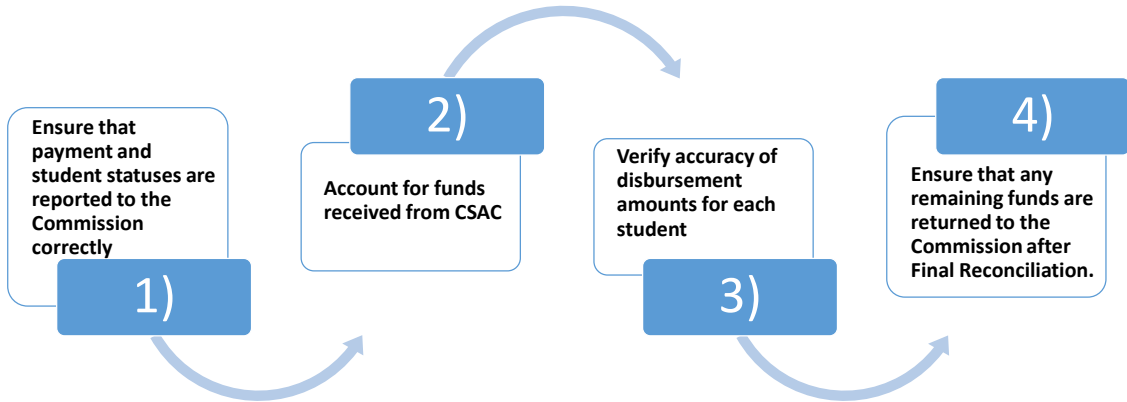 1)
Ensure that
payment and
student statuses are
reported to the
Commission
correctly
2)
Account for funds
received from CSAC
3)
Verify accuracy of
disbursement
amounts for each
student
4)
Ensure that any
remaining funds are
returned to the
Commission after
Final Reconciliation.